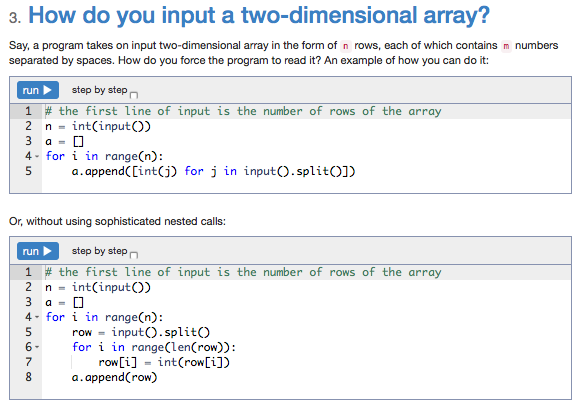 3. How do you input a two-dimensional array?
Say, a program takes on input two-dimensional array in the form of n rows, each of which contains m numbers
separated by spaces. How do you force the program to read it? An example of how you can do it:
run step by step
1 # the first line of input is the number of rows of the array
2 n = int(input())
3 a = []
4 for i in range(n):
5     a.append([int(j) for j in input().split()])
Or, without using sophisticated nested calls:
run step by step
1 # the first line of input is the number of rows of the array
2 n = int(input())
3 a = []
4 for i in range(n):
5     row = input().split()
6     for i in range(len(row)):
7         row[i] = int(row[i])
8     a.append(row)